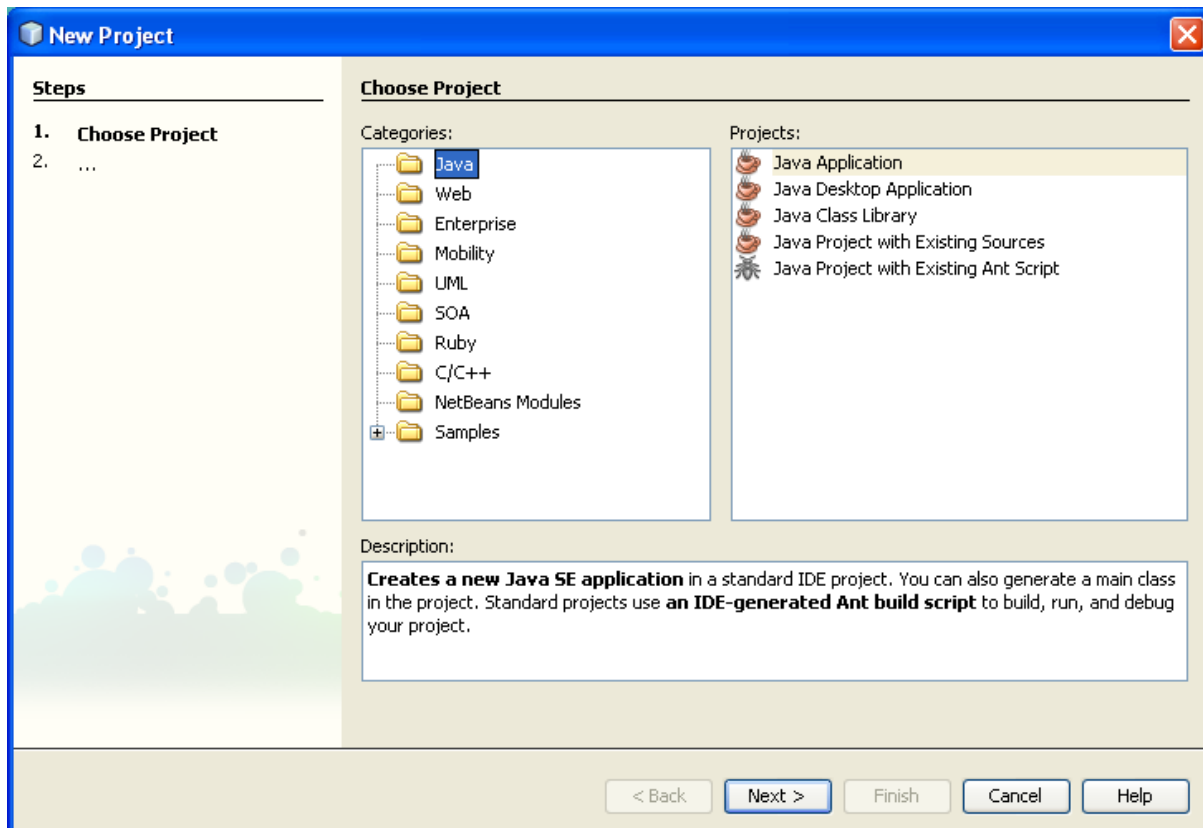 New Project
Steps
1. Choose Project
2. ...
Choose Project
Categories:
Java
Web
Enterprise
Mobility
UML
SOA
Ruby
C/C++
NetBeans Modules
Samples
Projects:
Java Application
Java Desktop Application
Java Class Library
Java Project with Existing Sources
Java Project with Existing Ant Script
Description:
Creates a new Java SE application in a standard IDE project. You can also generate a main class
in the project. Standard projects use an IDE-generated Ant build script to build, run, and debug
your project.
< Back
Next >
Finish
Cancel
Help